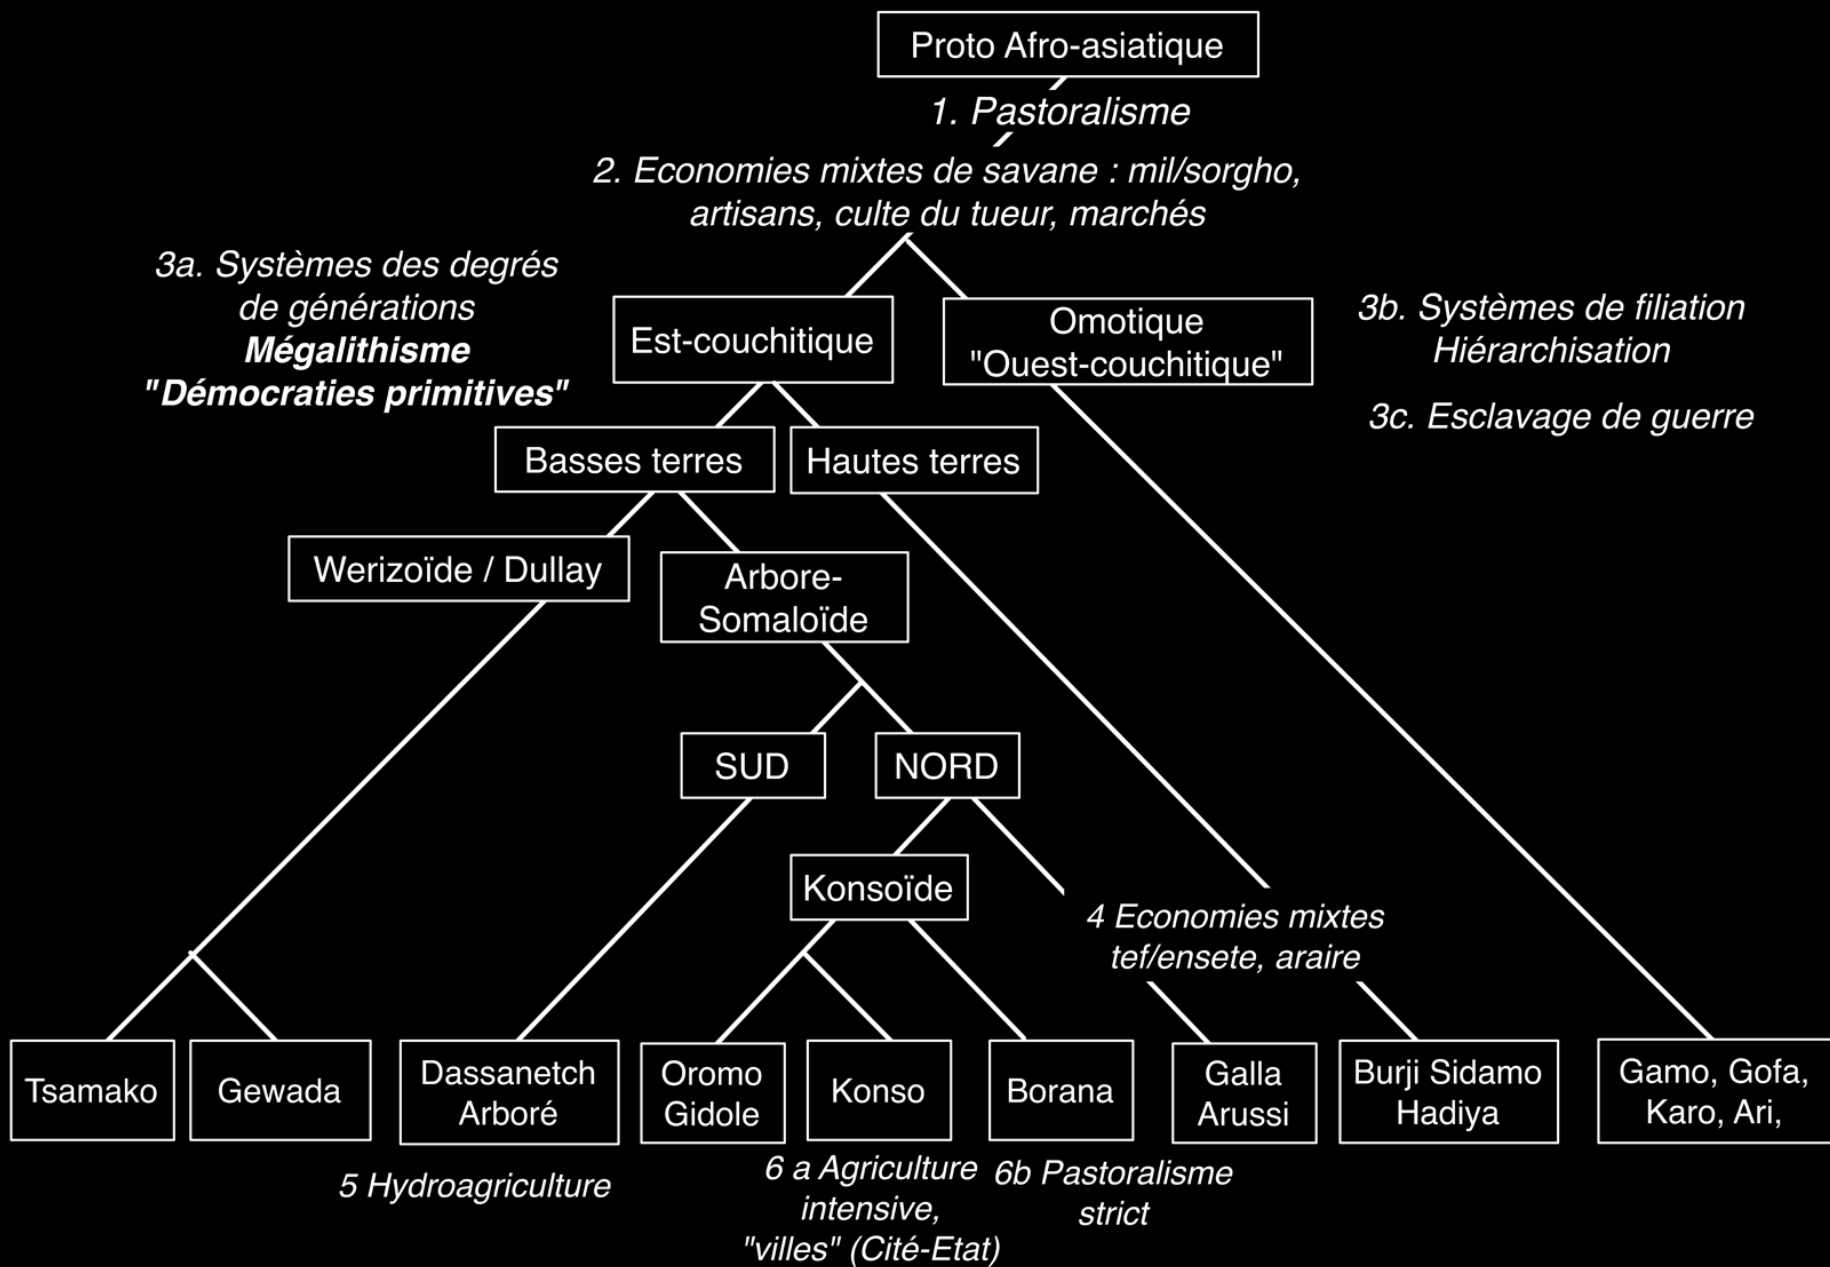 Proto Afro-asiatique
1. Pastoralisme
2. Economies mixtes de savane : mil/sorgho,
artisans, culte du tueur, marchés
3a. Systèmes des degrés
de générations
Mégalithisme
"Démocraties primitives"
Est-couchitique
Omotique
"Ouest-couchitique"
3b. Systèmes de filiation
Hiérarchisation
3c. Esclavage de guerre
Basses terres
Hautes terres
Werizoïde / Dullay
Arbore-
Somaloïde
SUD
NORD
Konsoïde
4 Economies mixtes
tef/ensete, araire
Tsamako
Gewada
Dassanetch
Arboré
Oromo
Gidole
Konso
Borana
Galla
Arussi
Burji Sidamo
Hadiya
Gamo, Gofa,
Karo, Ari,
5 Hydroagriculture
6 a Agriculture
intensive,
"villes" (Cité-Etat)
6b Pastoralisme
strict